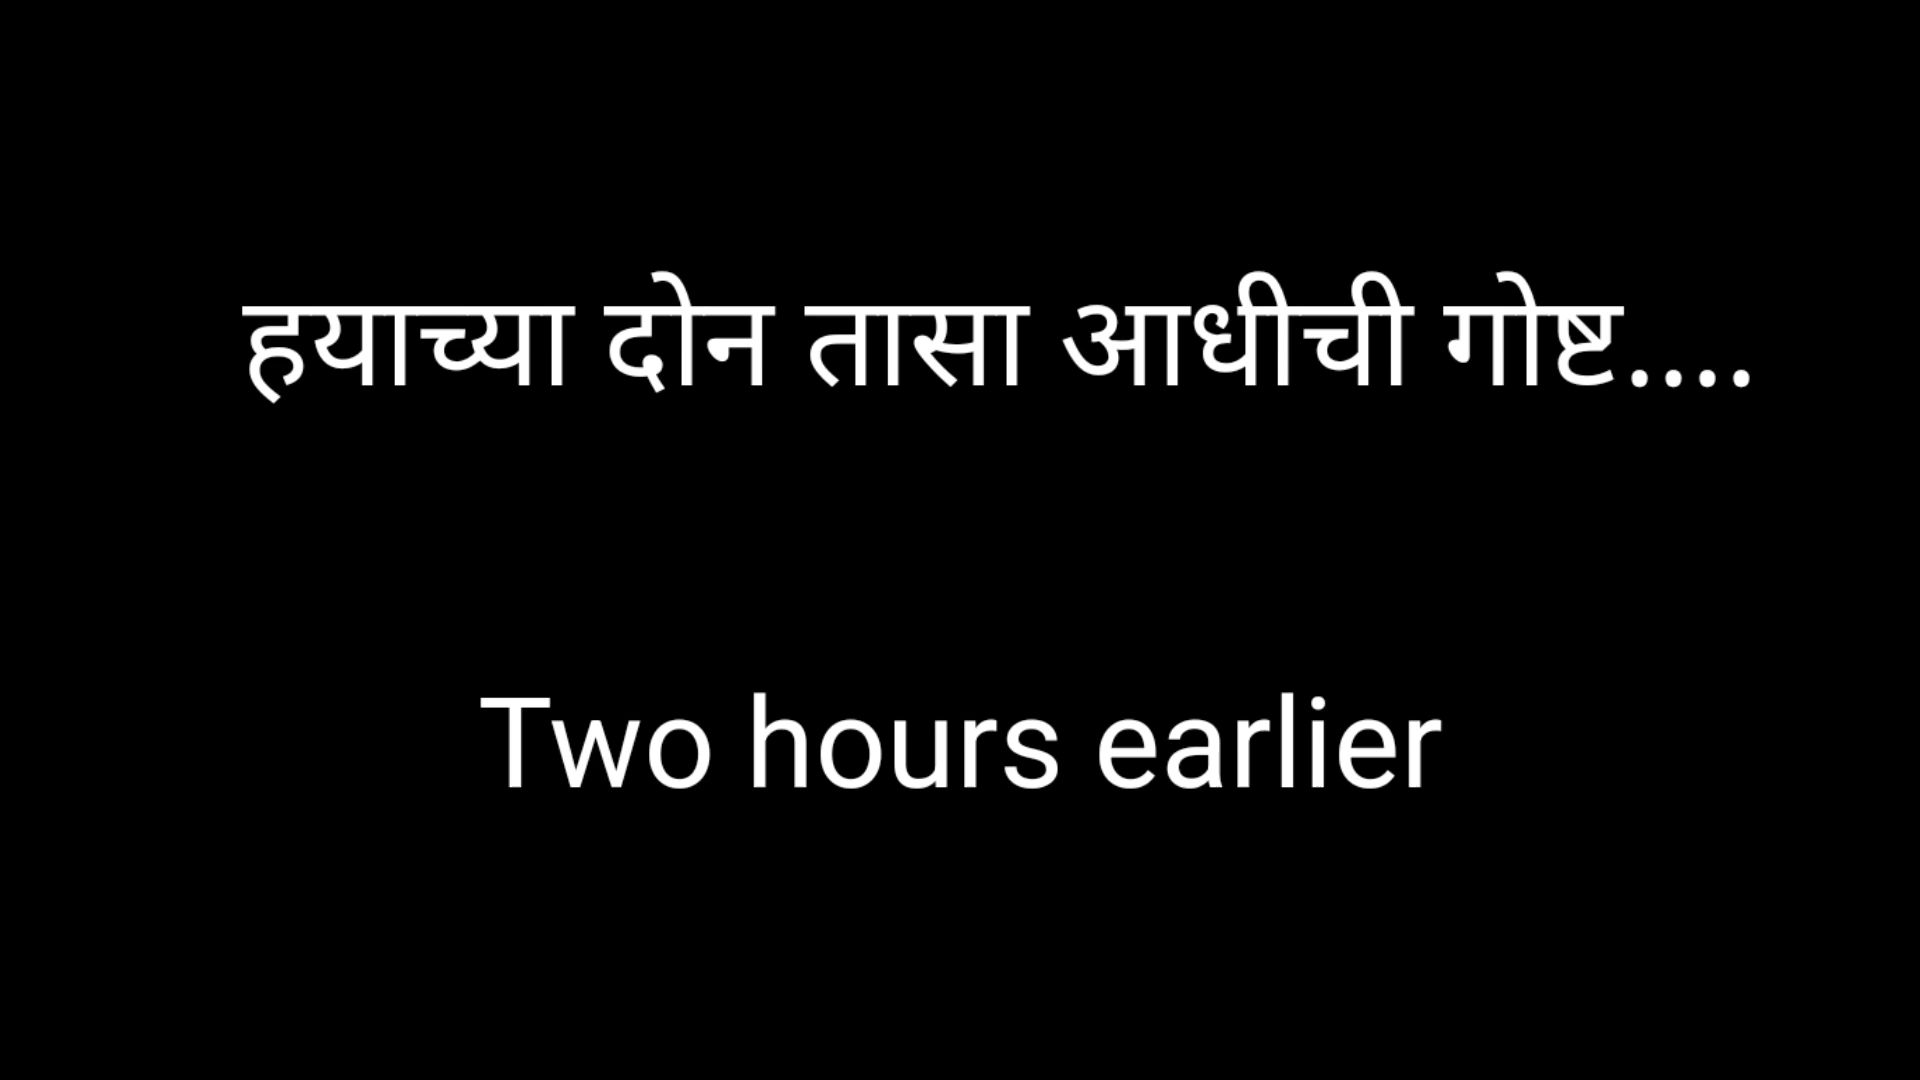 हयाच्या दोन तासा आधीची गोष्ट....
Two hours earlier